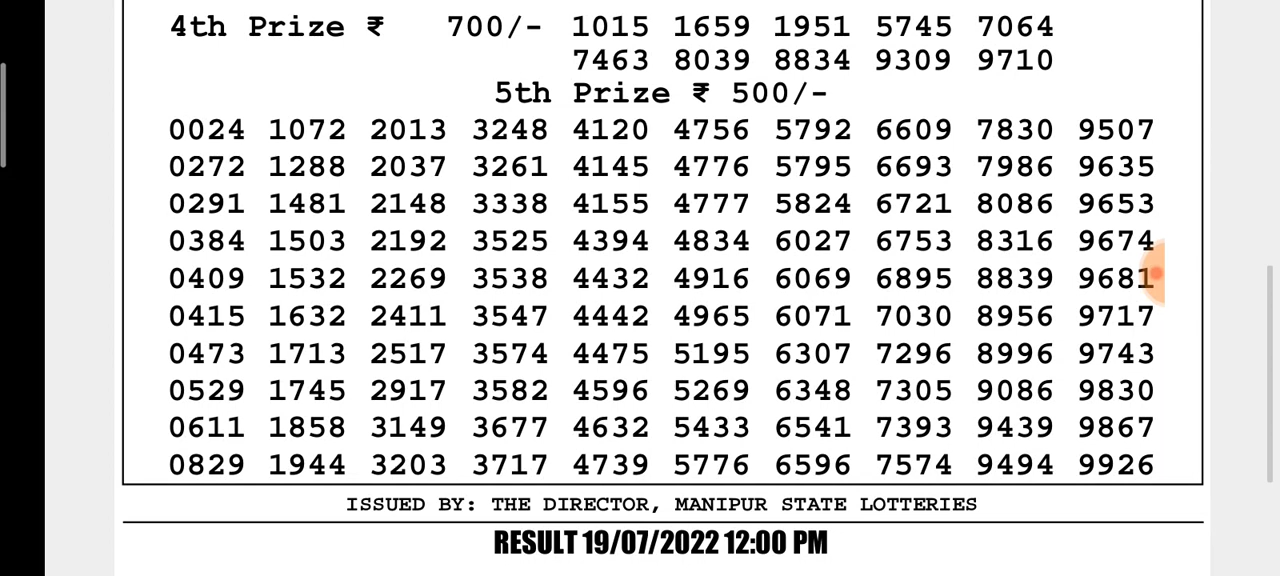 4th Prize ₹ 700/- 1015 1659 1951 5745 7064
7463 8039 8834 9309 9710
5th Prize ₹ 500/-
0024 1072 2013 3248 4120 4756 5792 6609 7830 9507
0272 1288 2037 3261 4145 4776 5795 6693 7986 9635
0291 1481 2148 3338 4155 4777 5824 6721 8086 9653
0384 1503 2192 3525 4394 4834 6027 6753 8316 9674
0409 1532 2269 3538 4432 4916 6069 6895 8839 9681
0415 1632 2411 3547 4442 4965 6071 7030 8956 9717
0473 1713 2517 3574 4475 5195 6307 7296 8996 9743
0529 1745 2917 3582 4596 5269 6348 7305 9086 9830
0611 1858 3149 3677 4632 5433 6541 7393 9439 9867
0829 1944 3203 3717 4739 5776 6596 7574 9494 9926
ISSUED BY: THE DIRECTOR, MANIPUR STATE LOTTERIES
RESULT 19/07/2022 12:00 PM